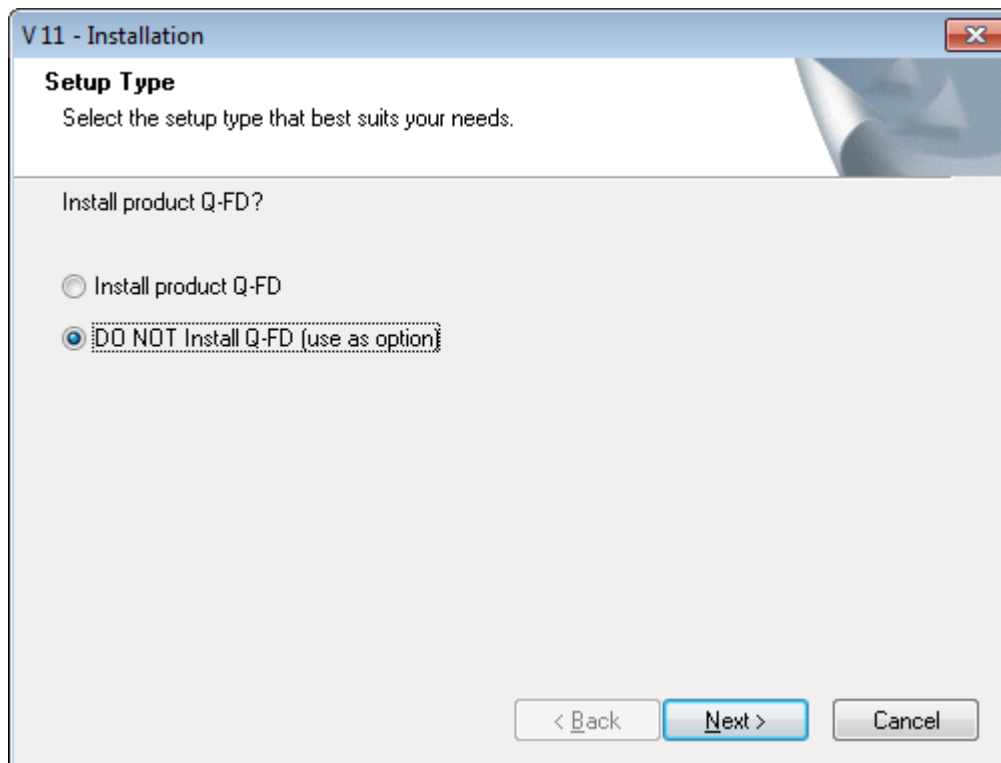 V 11 - Installation
Setup Type
Select the setup type that best suits your needs.
Install product Q-FD?
Install product Q-FD
DO NOT Install Q-FD (use as option)
< Back
Next >
Cancel